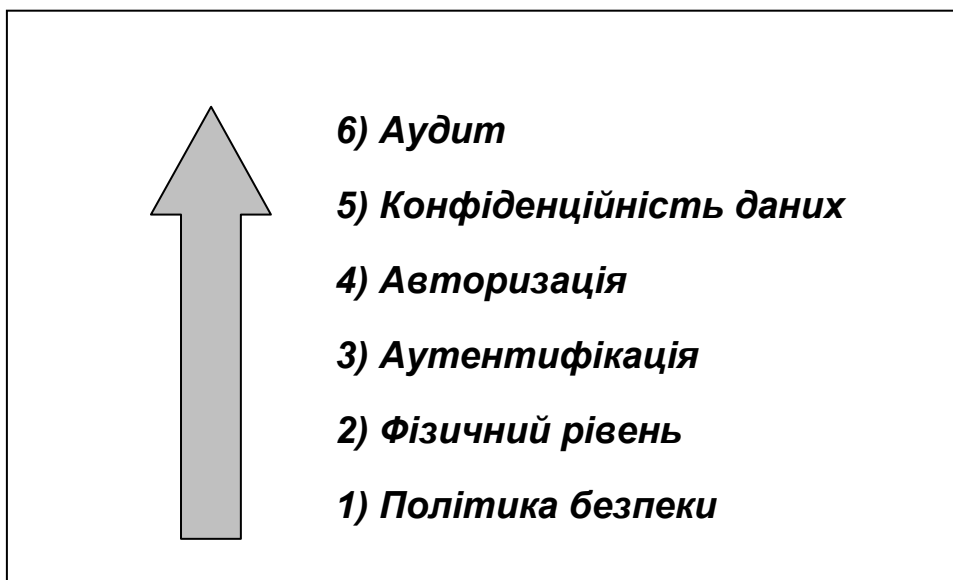 6) Аудит
5) Конфіденційність даних
4) Авторизація
3) Аутентифікація
2) Фізичний рівень
1) Політика безпеки